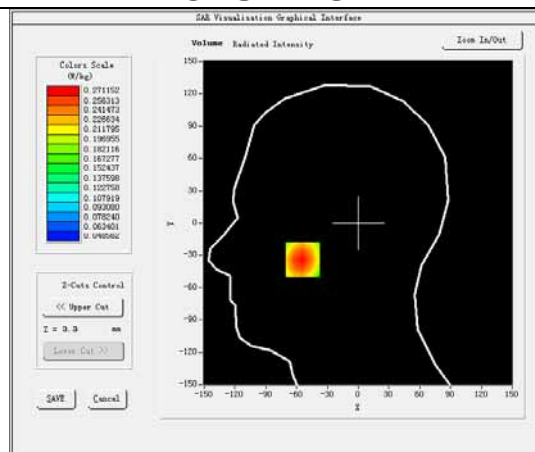 SAR Visualisation Graphical Interface
Volume Radiated Intensity
Zoom In/Out
Colors Scale
(W/kg)
0.271152
0.256313
0.241473
0.226634
0.211795
0.196955
0.182116
0.167277
0.152437
0.137598
0.122758
0.107919
0.093080
0.078240
0.063401
0.048562
Z-Cuts Control
<< Upper Cut
Z = 3.3 mm
Lower Cut >>
SAVE
Cancel
150
120
90
60
30
0
-30
-60
-90
-120
-150
Y
-150 -120 -90 -60 -30 0 30 60 90 120 150
X